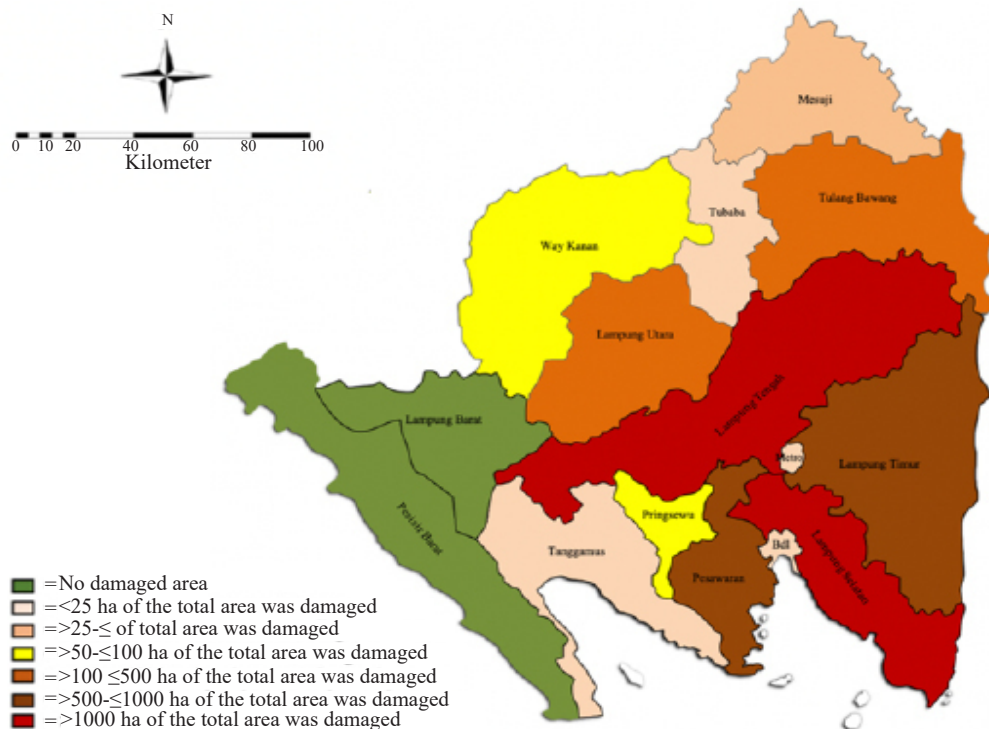 N
0 10 20 40 60 80 100
Kilometer
Mesuji
Tulang Bawang
Tubaba
Way Kanan
Lampung Utara
Lampung Tengah
Lampung Barat
Metro
Lampung Timur
Pringsewu
Pesisir Barat
Tanggamus
Bdl
Pesawaran
Lampung Selatan
=No damaged area
=<25 ha of the total area was damaged
=>25-≤ of total area was damaged
=>50-≤100 ha of the total area was damaged
=>100 ≤500 ha of the total area was damaged
=>500-≤1000 ha of the total area was damaged
=>1000 ha of the total area was damaged